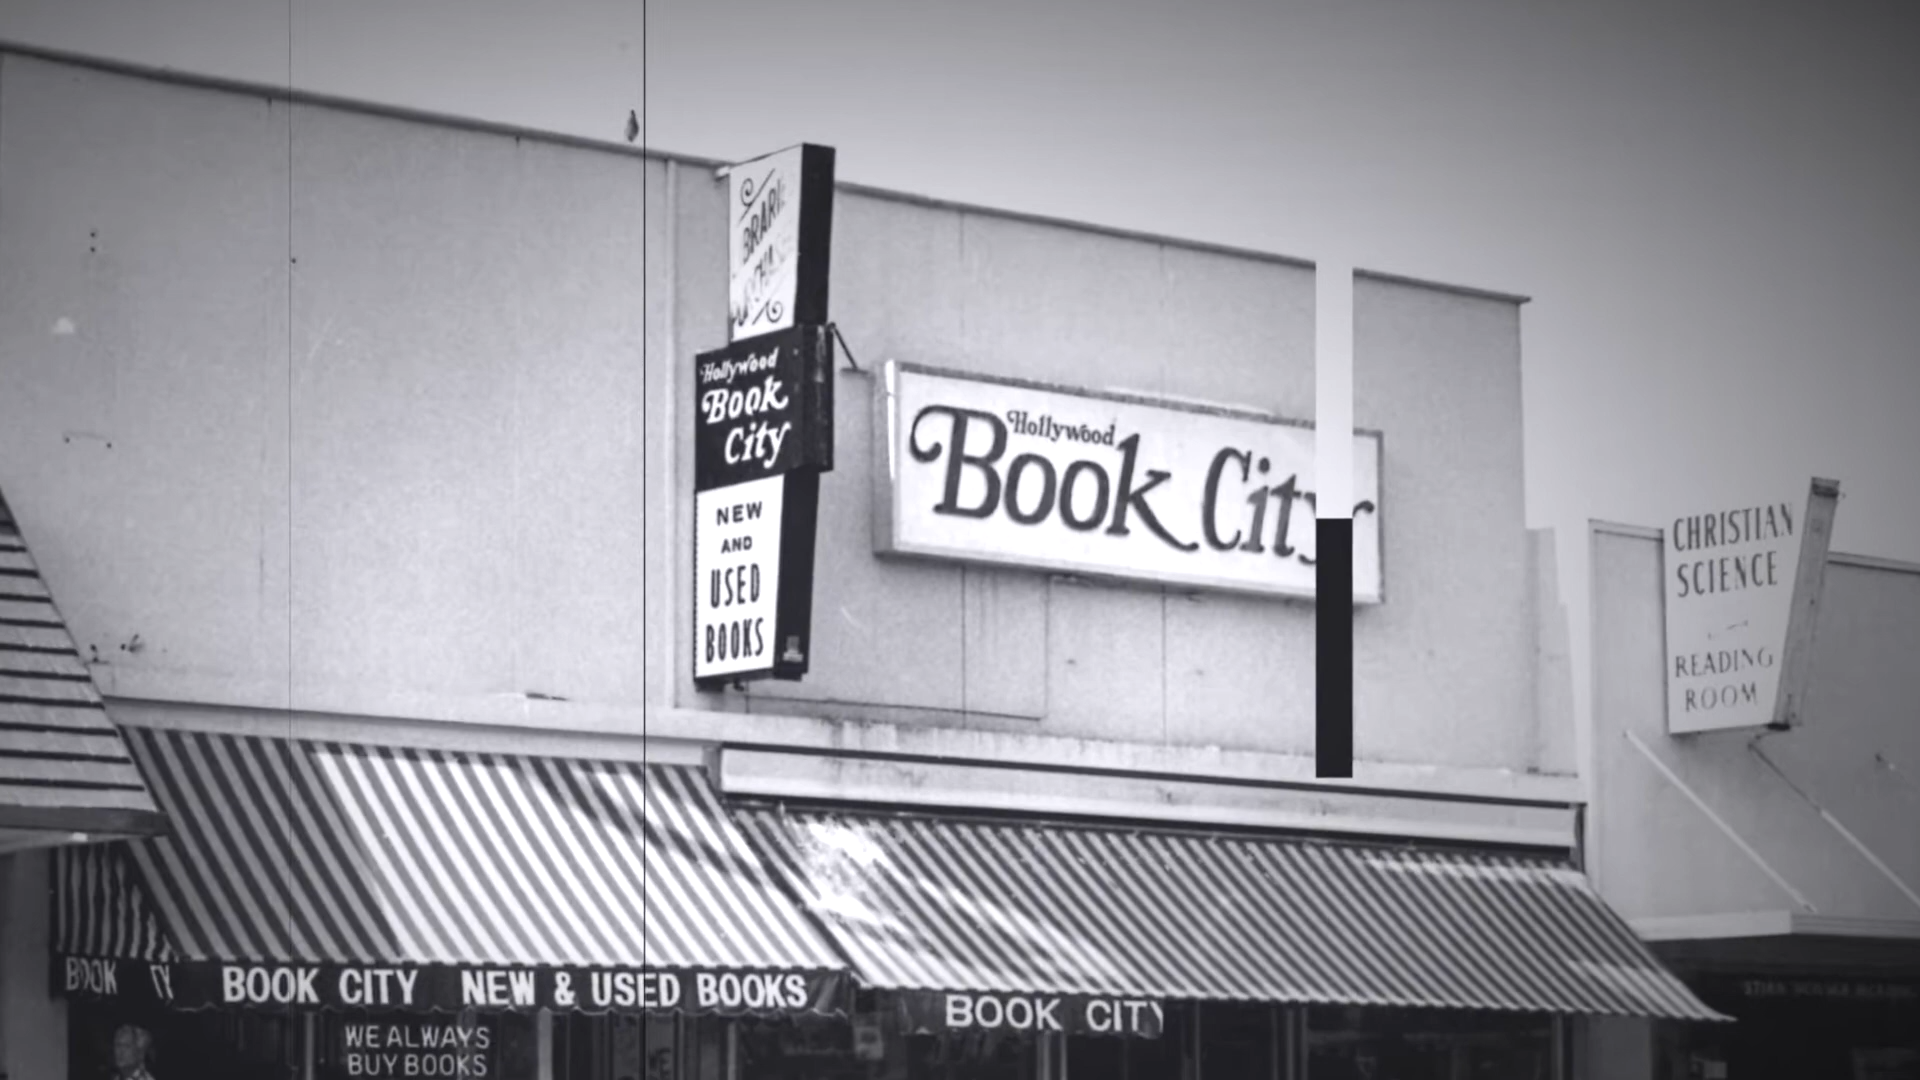 Hollywood
Book
City
NEW
AND
USED
BOOKS
Hollywood
Book City
CHRISTIAN
SCIENCE
READING
ROOM
BOOK
BOOK CITY NEW & USED BOOKS
BOOK CITY
WE ALWAYS
BUY BOOKS